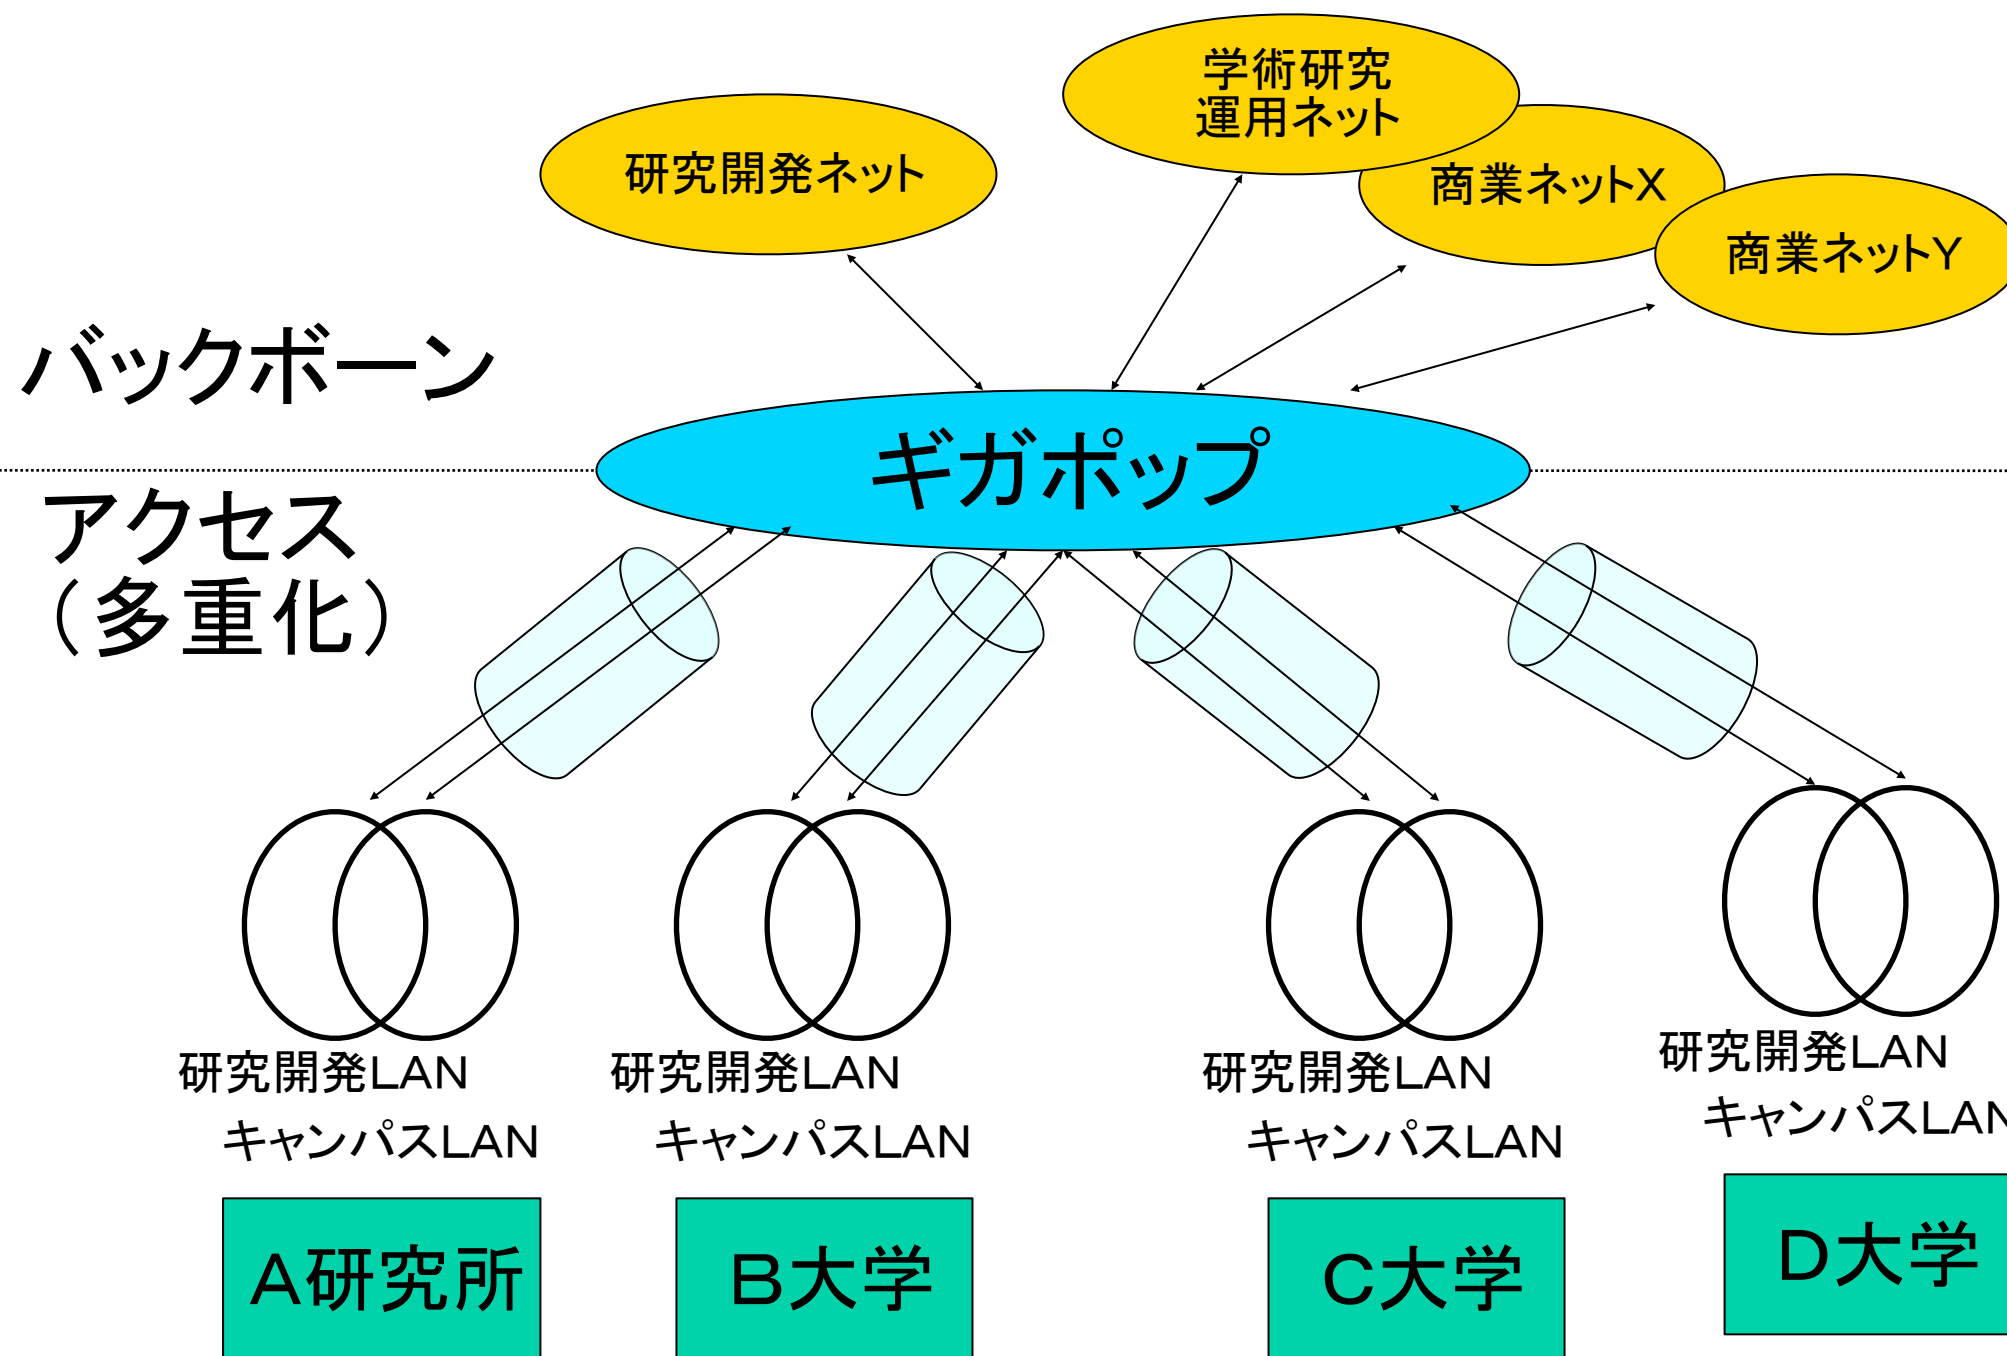 学術研究
運用ネット
研究開発ネット
商業ネットX
商業ネットY
バックボーン
ギガポップ
アクセス
（多重化）
研究開発LAN
キャンパスLAN
A研究所
研究開発LAN
キャンパスLAN
B大学
研究開発LAN
キャンパスLAN
C大学
研究開発LAN
キャンパスLAN
D大学